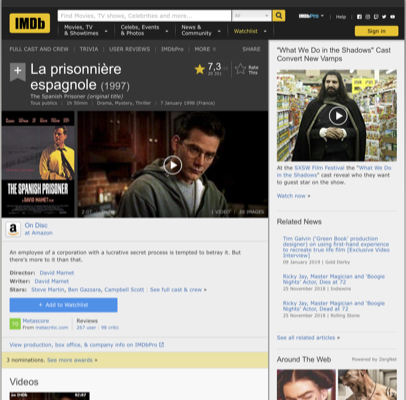 IMDb
Find Movies, TV shows, Celebrities and more...
All
IMDbPro
Help
Movies, TV
& Showtimes
Celebs, Events
& Photos
News &
Community
Watchlist
Sign in
FULL CAST AND CREW | TRIVIA | USER REVIEWS | IMDbPro | MORE
SHARE
La prisonnière
espagnole (1997)
7,3
Rate
This
The Spanish Prisoner (original title)
Tous publics | 1h 50min | Drama, Mystery, Thriller | 7 January 1998 (France)
THE SPANISH PRISONER
DAVID MAMET
1 VIDEO
IMAGES
On Disc
at Amazon
An employee of a corporation with a lucrative secret process is tempted to betray it. But
there's more to it than that.
Director: David Mamet
Writer: David Mamet
Stars: Steve Martin, Ben Gazzara, Campbell Scott | See full cast & crew »
+ Add to Watchlist
Metascore
From metacritic.com
Reviews
267 user | 98 critic
View production, box office, & company info on IMDbPro
3 nominations. See more awards »
Videos
"What We Do in the Shadows" Cast
Convert New Vamps
At the SXSW Film Festival the "What We
Do in the Shadows" cast reveal who they want
to guest star on the show.
Watch now »
Related News
Tim Galvin ('Green Book' production
designer) on using first-hand experience
to recreate true life film [Exclusive Video
Interview]
09 January 2019 | Gold Derby
Ricky Jay, Master Magician and 'Boogie
Nights' Actor, Dies at 72
25 November 2018 | Indiewire
Ricky Jay, Master Magician and 'Boogie
Nights' Actor, Dead at 72
25 November 2018 | Rolling Stone
See all related articles »
Around The Web
Powered by ZergNet